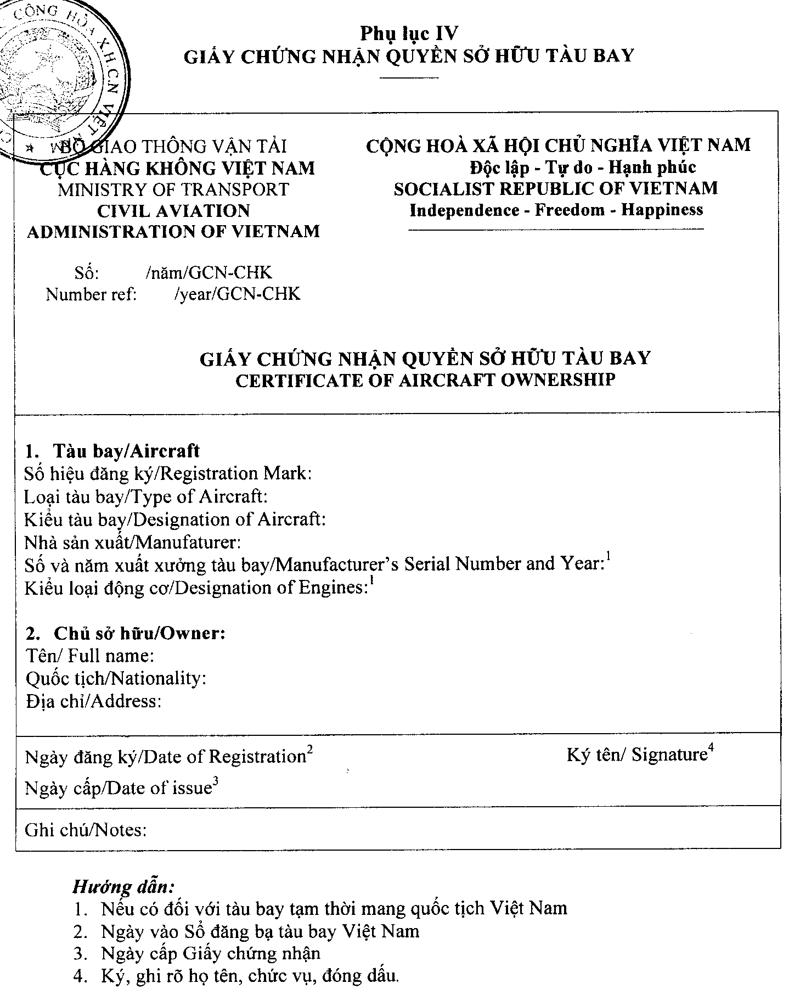 CÔNG HÒA X.H.C.N VIỆT NAM
Phụ lục IV
GIẤY CHỨNG NHẬN QUYỀN SỞ HỮU TÀU BAY
BỘ GIAO THÔNG VẬN TẢI
CỤC HÀNG KHÔNG VIỆT NAM
MINISTRY OF TRANSPORT
CIVIL AVIATION
ADMINISTRATION OF VIETNAM
CỘNG HOÀ XÃ HỘI CHỦ NGHĨA VIỆT NAM
Độc lập - Tự do - Hạnh phúc
SOCIALIST REPUBLIC OF VIETNAM
Independence - Freedom - Happiness
Số: /năm/GCN-CHK
Number ref: /year/GCN-CHK
GIẤY CHỨNG NHẬN QUYỀN SỞ HỮU TÀU BAY
CERTIFICATE OF AIRCRAFT OWNERSHIP
1. Tàu bay/Aircraft
Số hiệu đăng ký/Registration Mark:
Loại tàu bay/Type of Aircraft:
Kiểu tàu bay/Designation of Aircraft:
Nhà sản xuất/Manufaturer:
Số và năm xuất xưởng tàu bay/Manufacturer's Serial Number and Year:¹
Kiểu loại động cơ/Designation of Engines:¹
2. Chủ sở hữu/Owner:
Tên/ Full name:
Quốc tịch/Nationality:
Địa chỉ/Address:
Ngày đăng ký/Date of Registration²
Ký tên/ Signature⁴
Ngày cấp/Date of issue³
Ghi chú/Notes:
Hướng dẫn:
1. Nếu có đối với tàu bay tạm thời mang quốc tịch Việt Nam
2. Ngày vào Sổ đăng bạ tàu bay Việt Nam
3. Ngày cấp Giấy chứng nhận
4. Ký, ghi rõ họ tên, chức vụ, đóng dấu.